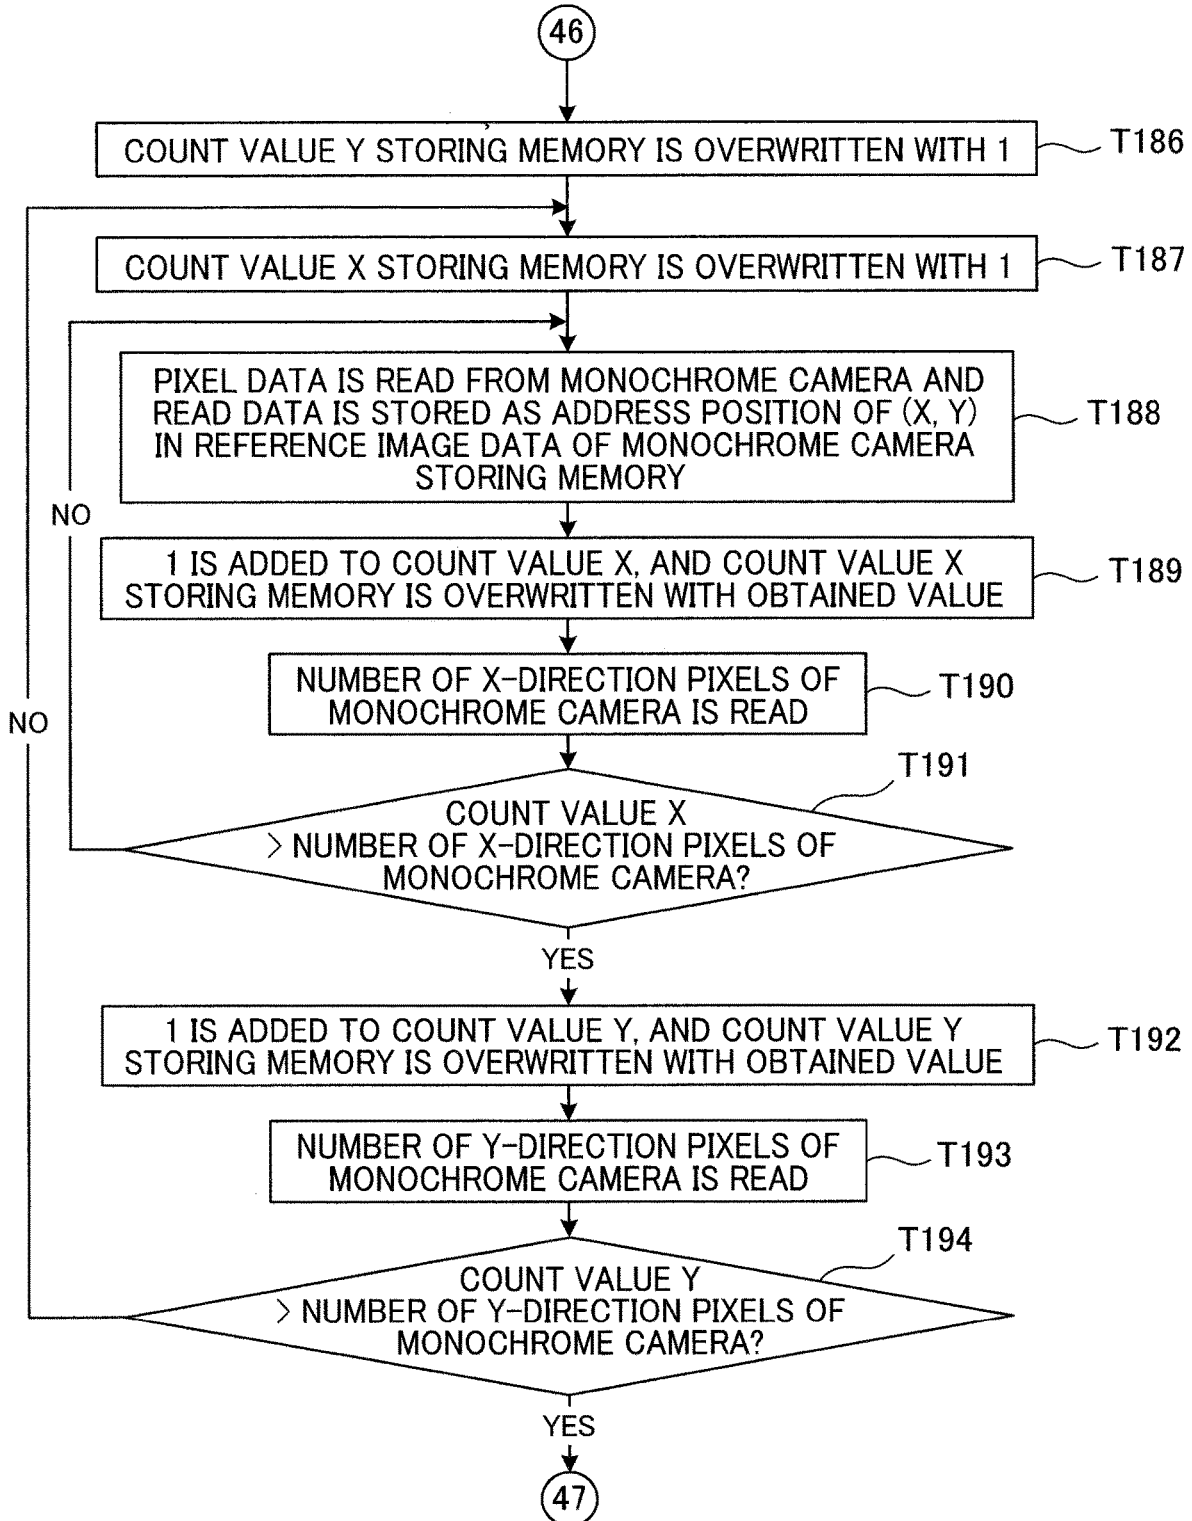 46
COUNT VALUE Y STORING MEMORY IS OVERWRITTEN WITH 1
T186
COUNT VALUE X STORING MEMORY IS OVERWRITTEN WITH 1
T187
PIXEL DATA IS READ FROM MONOCHROME CAMERA AND
READ DATA IS STORED AS ADDRESS POSITION OF (X, Y)
IN REFERENCE IMAGE DATA OF MONOCHROME CAMERA
STORING MEMORY
T188
NO
1 IS ADDED TO COUNT VALUE X, AND COUNT VALUE X
STORING MEMORY IS OVERWRITTEN WITH OBTAINED VALUE
T189
NUMBER OF X-DIRECTION PIXELS OF
MONOCHROME CAMERA IS READ
T190
NO
COUNT VALUE X
> NUMBER OF X-DIRECTION PIXELS OF
MONOCHROME CAMERA?
T191
YES
1 IS ADDED TO COUNT VALUE Y, AND COUNT VALUE Y
STORING MEMORY IS OVERWRITTEN WITH OBTAINED VALUE
T192
NUMBER OF Y-DIRECTION PIXELS OF
MONOCHROME CAMERA IS READ
T193
COUNT VALUE Y
> NUMBER OF Y-DIRECTION PIXELS OF
MONOCHROME CAMERA?
T194
YES
47